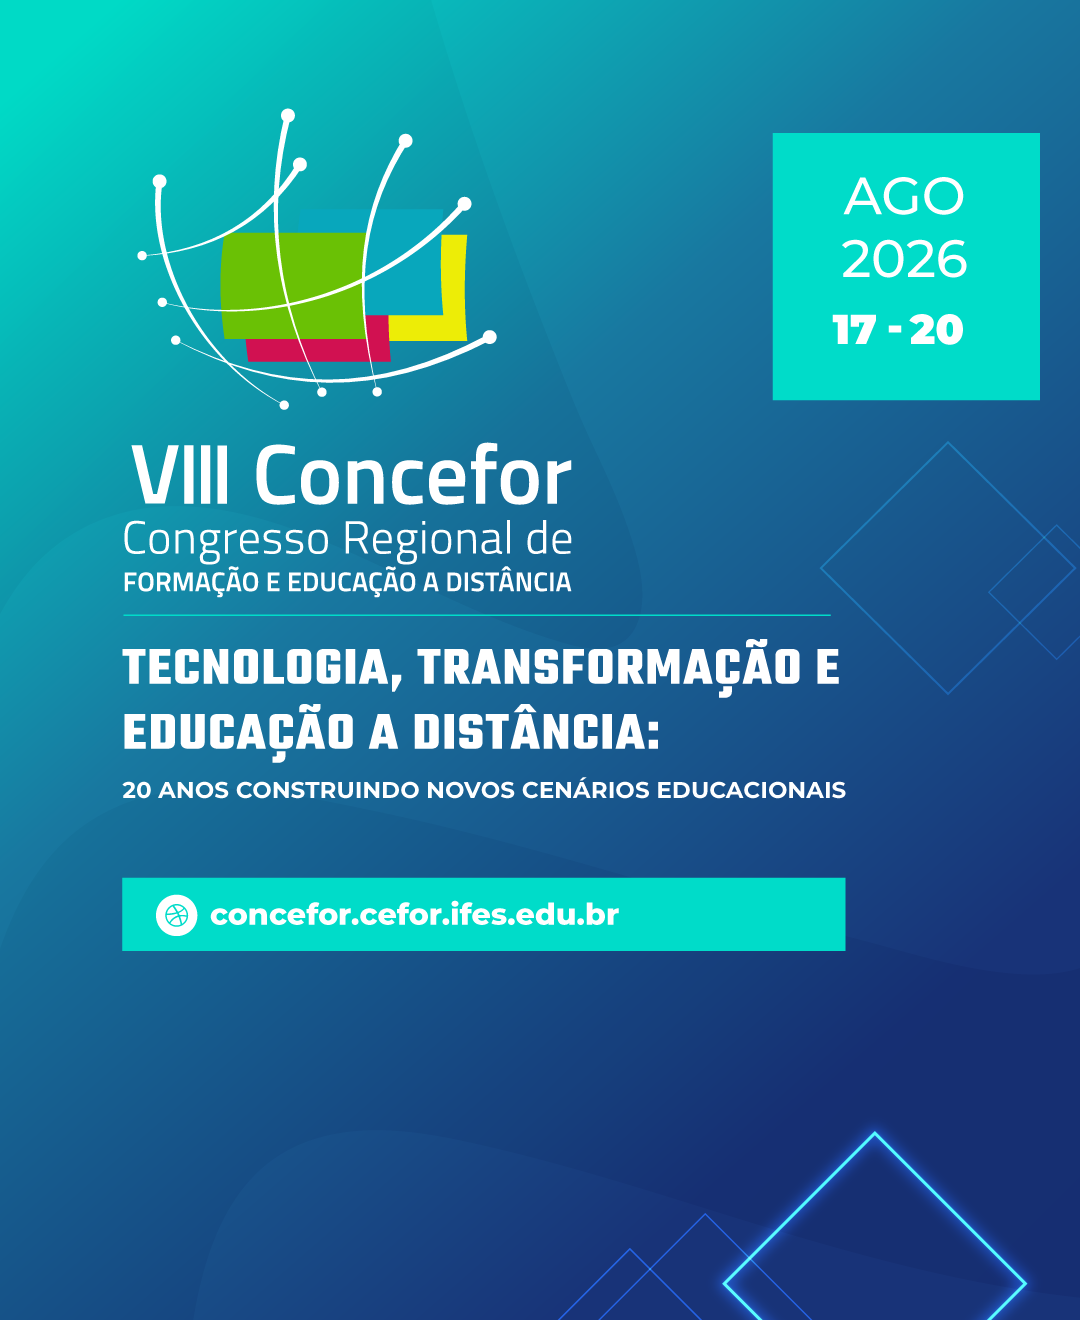 AGO
2026
17 - 20
VIII Concefor
Congresso Regional de
FORMAÇÃO E EDUCAÇÃO A DISTÂNCIA
TECNOLOGIA, TRANSFORMAÇÃO E
EDUCAÇÃO A DISTÂNCIA:
20 ANOS CONSTRUINDO NOVOS CENÁRIOS EDUCACIONAIS
concefor.cefor.ifes.edu.br